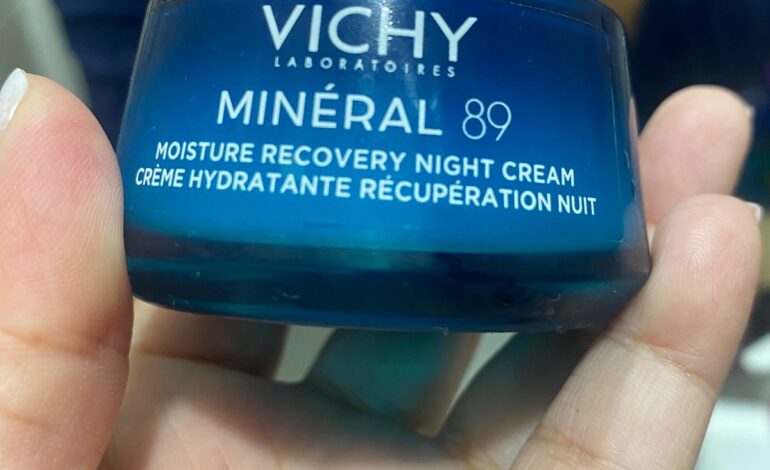 VICHY
LABORATOIRES
MINÉRAL 89
MOISTURE RECOVERY NIGHT CREAM
CRÈME HYDRATANTE RÉCUPÉRATION NUIT